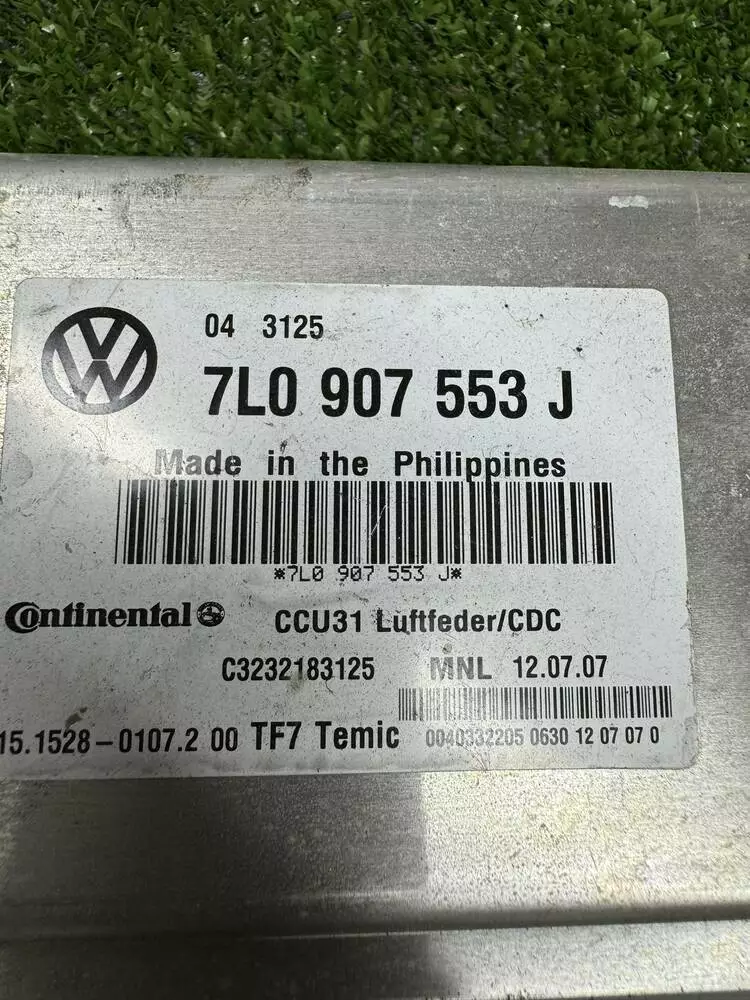 04 3125
7L0 907 553 J
Made in the Philippines
*7L0 907 553 J*
Continental
CCU31 Luftfeder/CDC
C3232183125 MNL 12.07.07
15.1528-0107.2 00 TF7 Temic 0040332205 0630 12 07 07 0